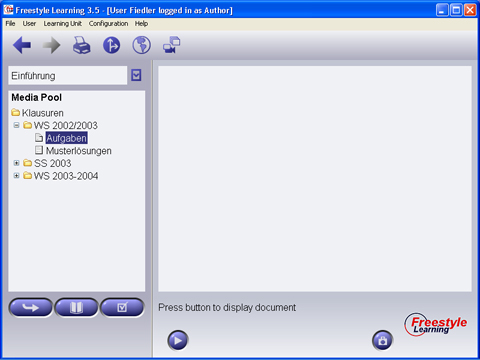 Freestyle Learning 3.5 - [User Fiedler logged in as Author]
File User Learning Unit Configuration Help
Einführung
Media Pool
Klausuren
WS 2002/2003
Aufgaben
Musterlösungen
SS 2003
WS 2003-2004
Press button to display document
Freestyle
Learning